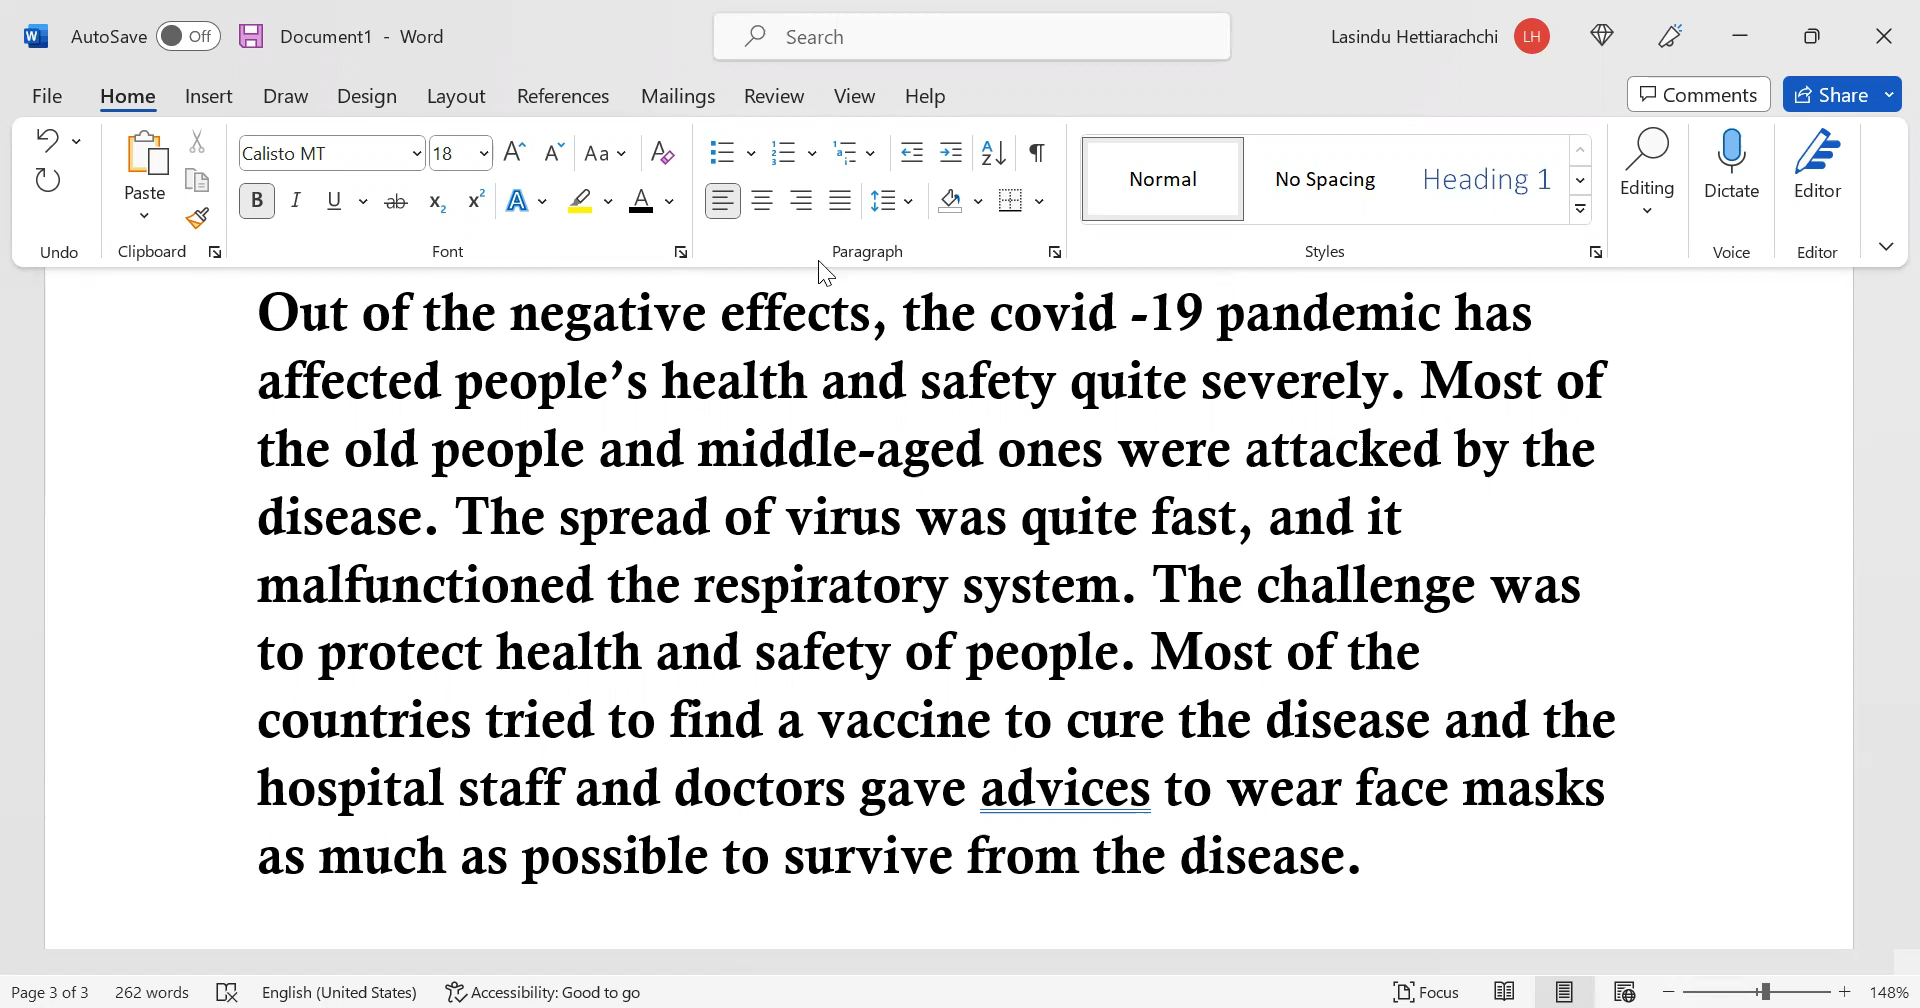 AutoSave Off Document1 - Word Search Lasindu Hettiarachchi LH
File Home Insert Draw Design Layout References Mailings Review View Help Comments Share
Calisto MT 18 Normal No Spacing Heading 1
Paste Editing Dictate Editor
Undo Clipboard Font Paragraph Styles Voice Editor
Out of the negative effects, the covid -19 pandemic has
affected people’s health and safety quite severely. Most of
the old people and middle-aged ones were attacked by the
disease. The spread of virus was quite fast, and it
malfunctioned the respiratory system. The challenge was
to protect health and safety of people. Most of the
countries tried to find a vaccine to cure the disease and the
hospital staff and doctors gave advices to wear face masks
as much as possible to survive from the disease.
Page 3 of 3 262 words English (United States) Accessibility: Good to go Focus 148%